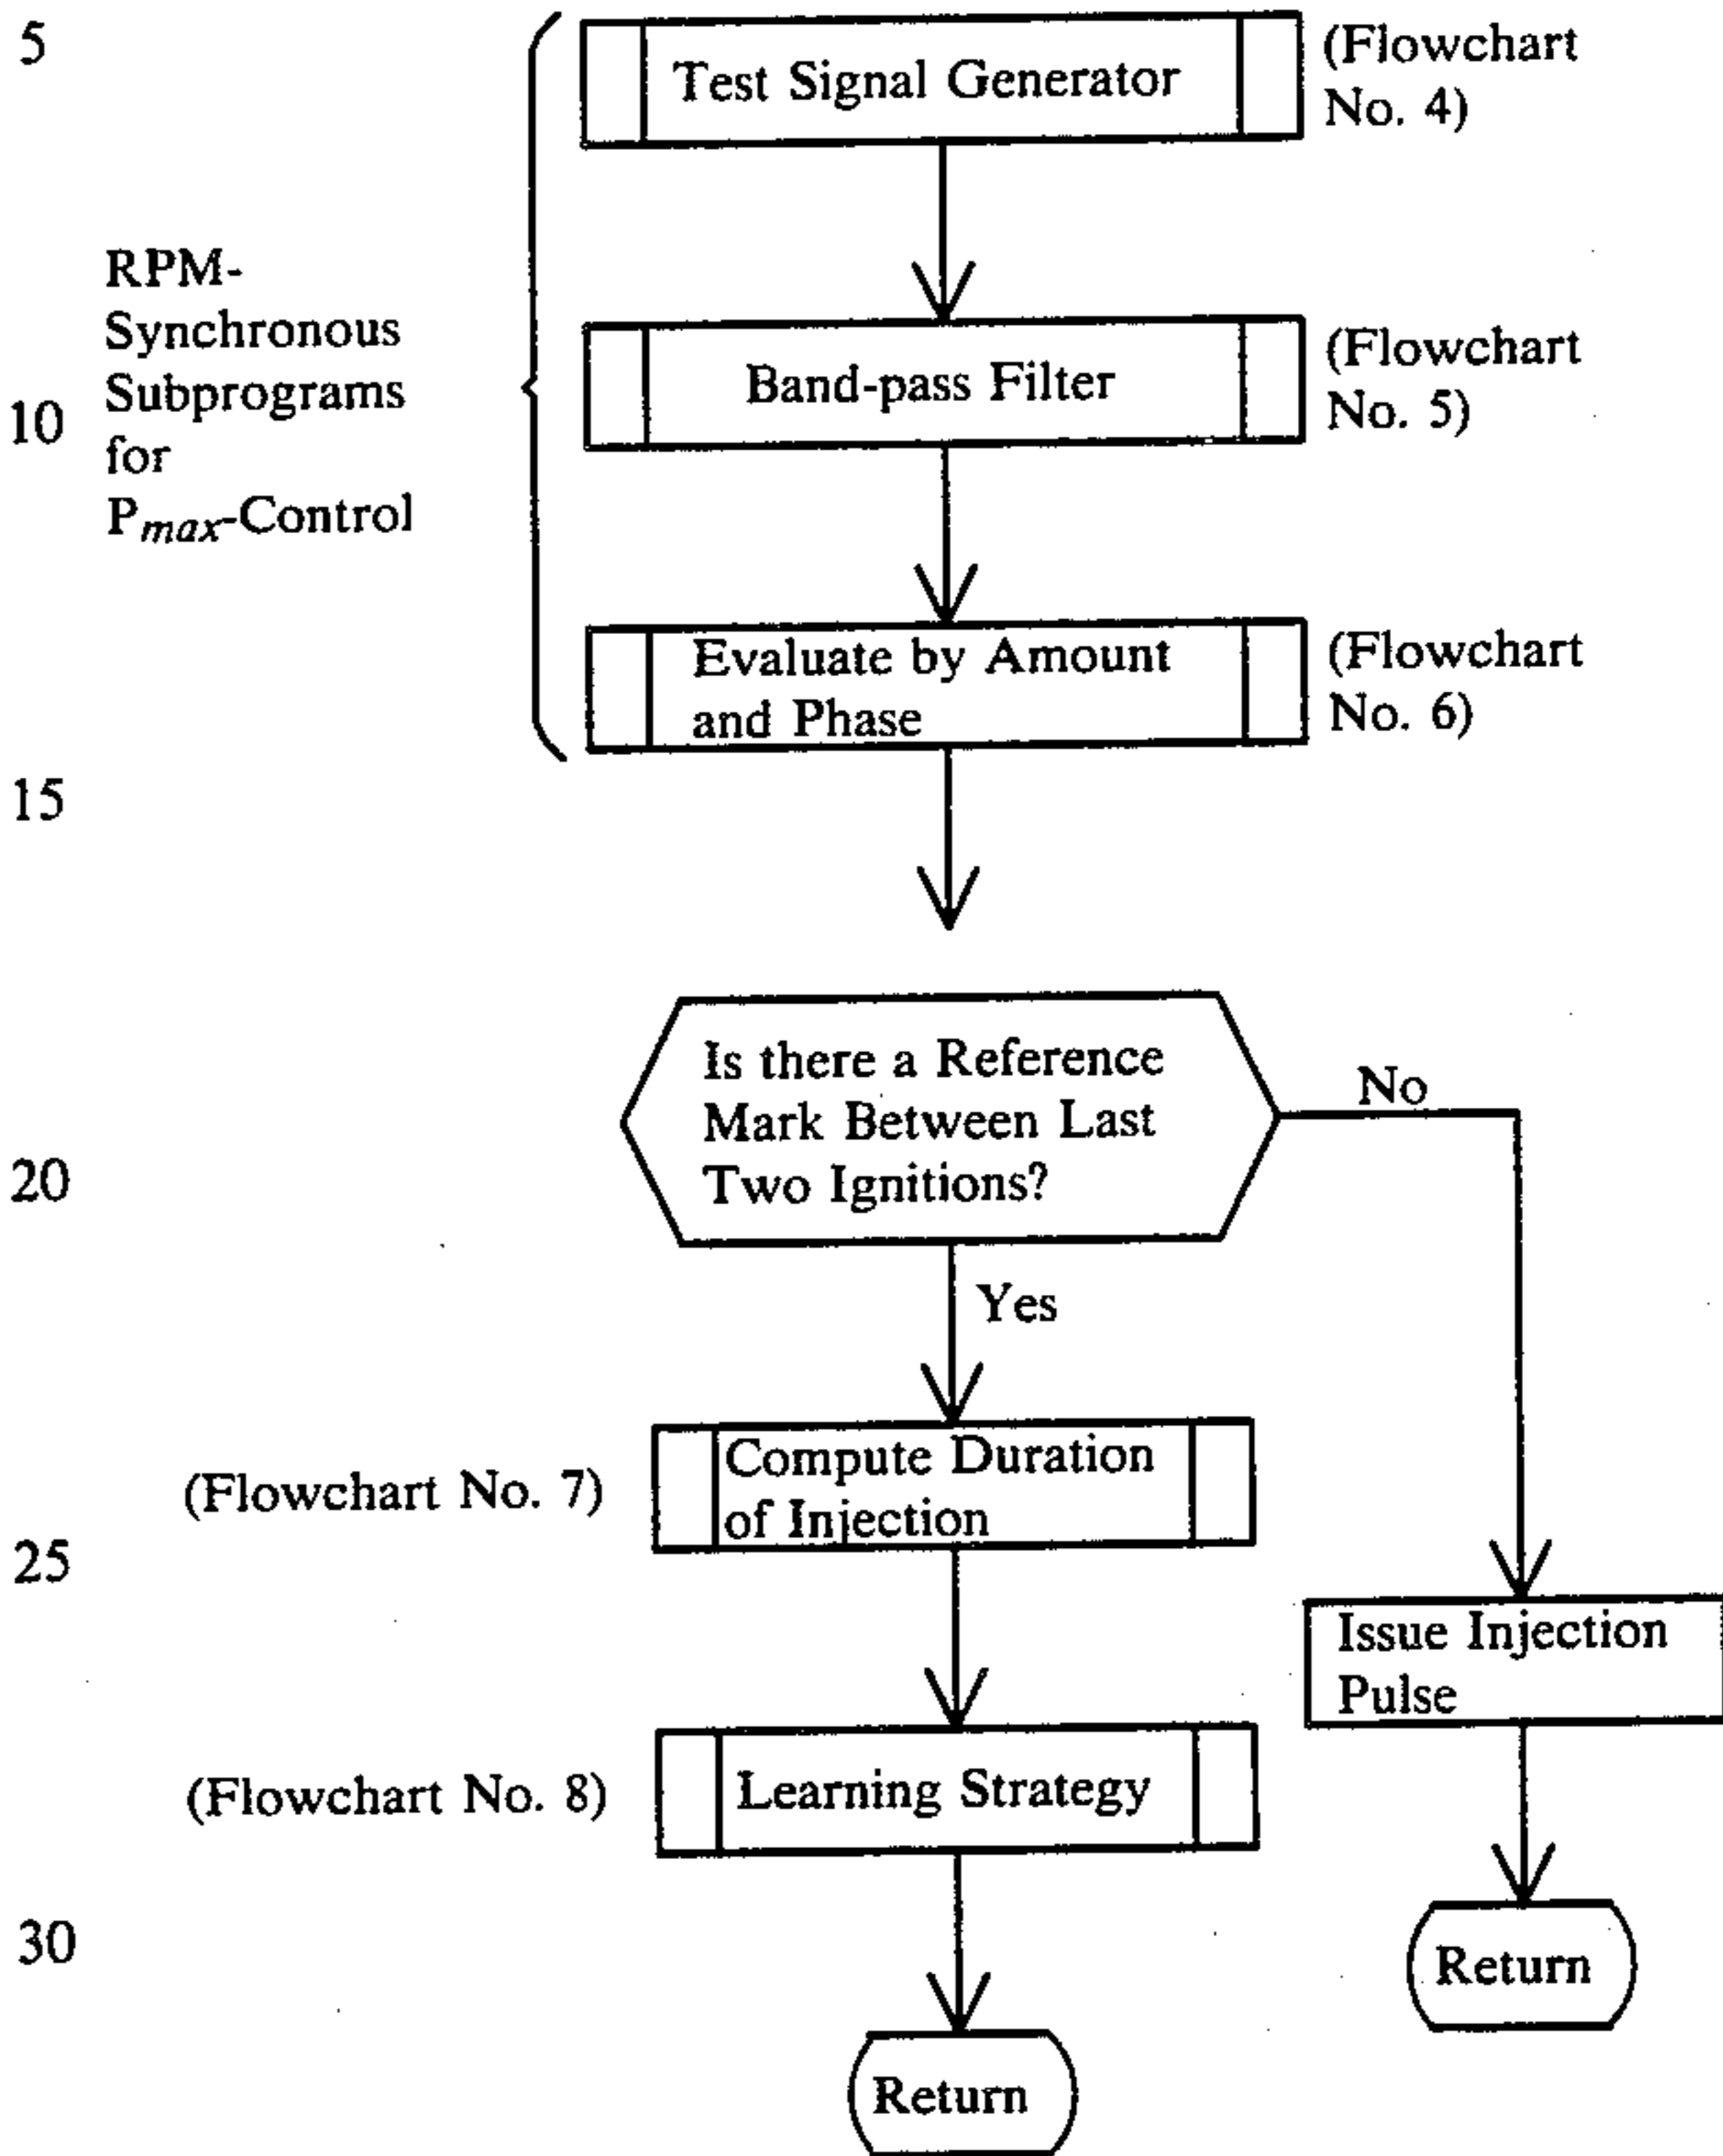 5
Test Signal Generator
(Flowchart
No. 4)
RPM-
Synchronous
Subprograms
for
P_max-Control
10
Band-pass Filter
(Flowchart
No. 5)
Evaluate by Amount
and Phase
(Flowchart
No. 6)
15
Is there a Reference
Mark Between Last
Two Ignitions?
No
20
Yes
(Flowchart No. 7)
Compute Duration
of Injection
25
Issue Injection
Pulse
(Flowchart No. 8)
Learning Strategy
30
Return
Return